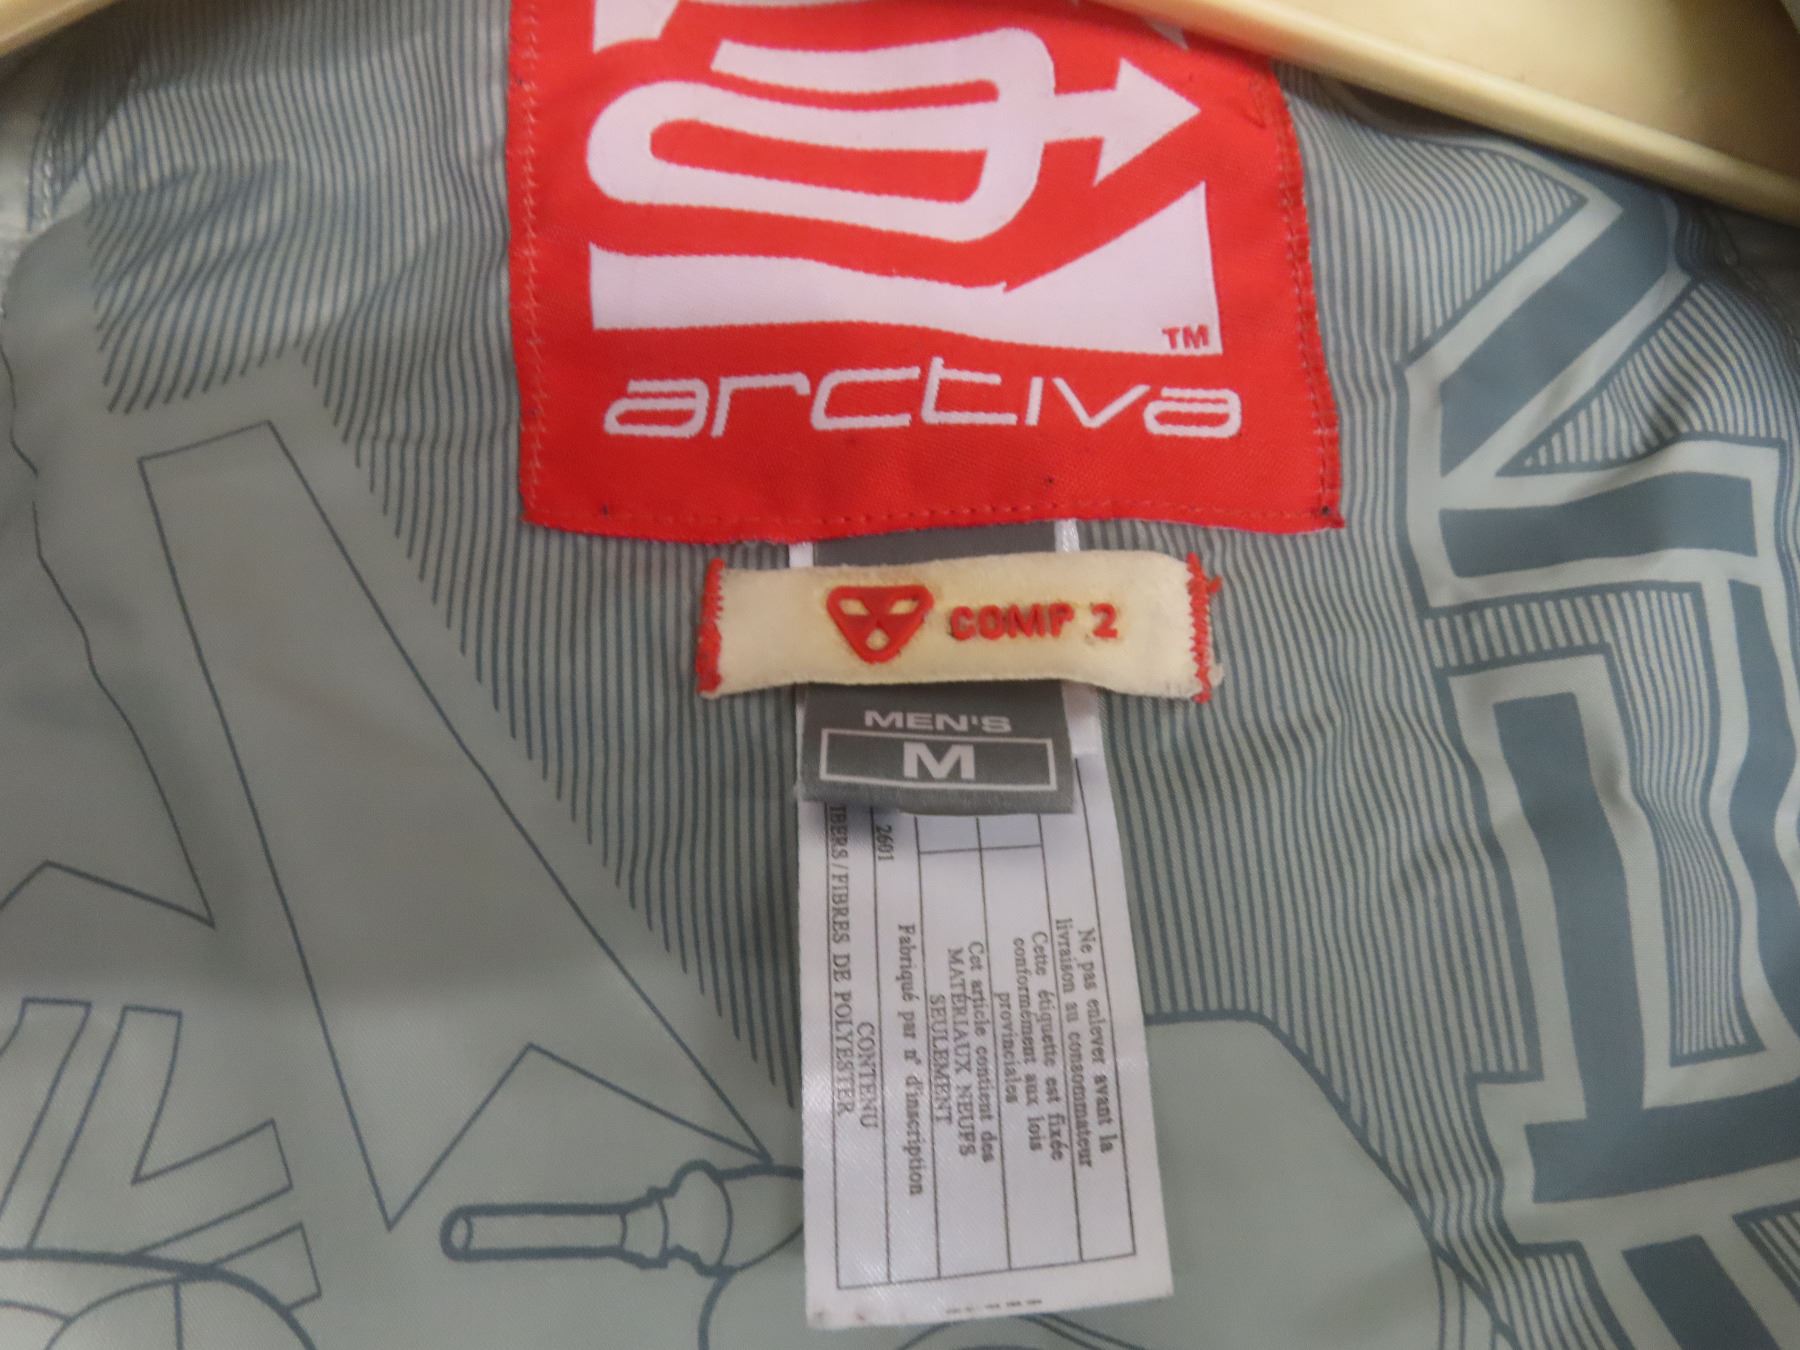 TM
arctiva
COMP 2
MEN'S
M
Ne pas enlever avant la
livraison au consommateur
Cette étiquette est fixée
conformément aux lois
provinciales
Cet article contient des
MATÉRIAUX NEUFS
SEULEMENT
Fabriqué par n° d'inscription
2601
CONTENU
/FIBRES DE POLYESTER